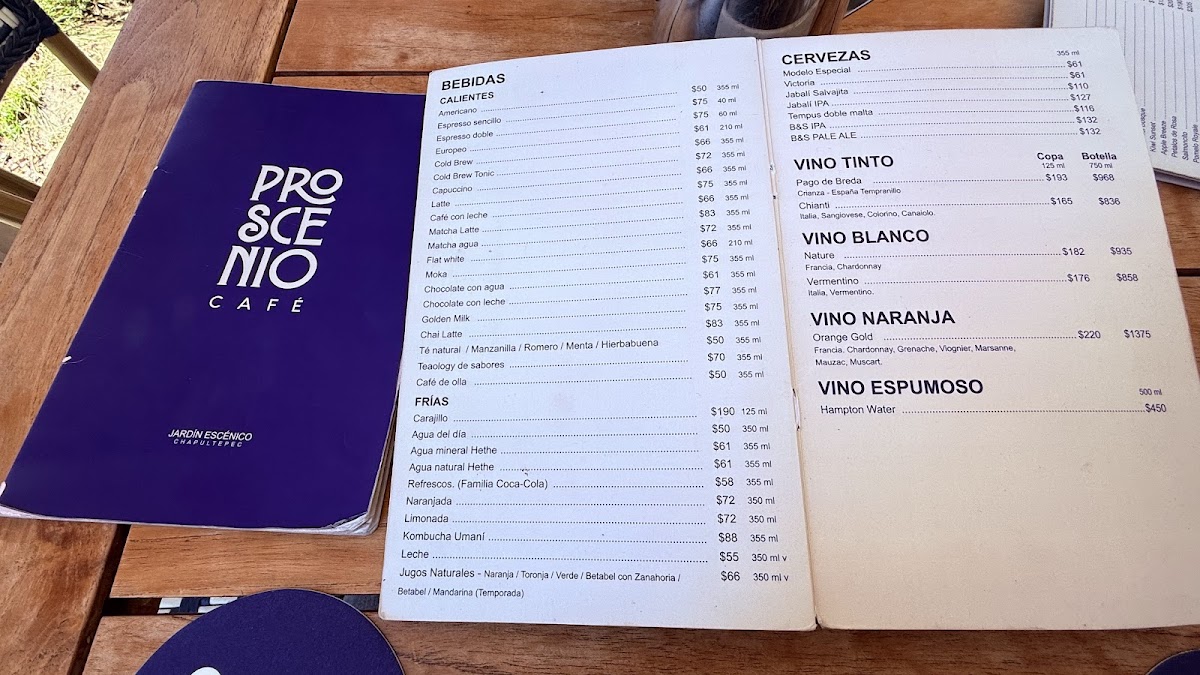 PRO
SCE
NIO
CAFÉ
JARDÍN ESCÉNICO
CHAPULTEPEC
BEBIDAS
CALIENTES
Americano $50 355 ml
Espresso sencillo $75 40 ml
Espresso doble $75 60 ml
Europeo $61 210 ml
Cold Brew $66 355 ml
Cold Brew Tonic $72 355 ml
Capuccino $66 355 ml
Latte $75 355 ml
Café con leche $66 355 ml
Matcha Latte $83 355 ml
Matcha agua $72 355 ml
Flat white $66 210 ml
Moka $75 355 ml
Chocolate con agua $61 355 ml
Chocolate con leche $77 355 ml
Golden Milk $75 355 ml
Chai Latte $83 355 ml
Té natural / Manzanilla / Romero / Menta / Hierbabuena $50 355 ml
Teaology de sabores $70 355 ml
Café de olla $50 355 ml
FRÍAS
Carajillo $190 125 ml
Agua del día $50 350 ml
Agua mineral Hethe $61 355 ml
Agua natural Hethe $61 355 ml
Refrescos. (Familia Coca-Cola) $58 355 ml
Naranjada $72 350 ml
Limonada $72 350 ml
Kombucha Umaní $88 355 ml
Leche $55 350 ml v
Jugos Naturales - Naranja / Toronja / Verde / Betabel con Zanahoria / $66 350 ml v
Betabel / Mandarina (Temporada)
CERVEZAS 355 ml
Modelo Especial $61
Victoria $61
Jabalí Salvajita $110
Jabalí IPA $127
Tempus doble malta $116
B&S IPA $132
B&S PALE ALE $132
VINO TINTO Copa Botella
125 ml 750 ml
Pago de Breda $193 $968
Crianza - España Tempranillo
Chianti $165 $836
Italia, Sangiovese, Colorino, Canaiolo.
VINO BLANCO
Nature $182 $935
Francia, Chardonnay
Vermentino $176 $858
Italia, Vermentino.
VINO NARANJA
Orange Gold $220 $1375
Francia. Chardonnay, Grenache, Viognier, Marsanne,
Mauzac, Muscart.
VINO ESPUMOSO 500 ml
Hampton Water $450
Kiwi Sunset
Apple Breeze
Petalos de Rosa
Salmoncito
Pomelo Royale